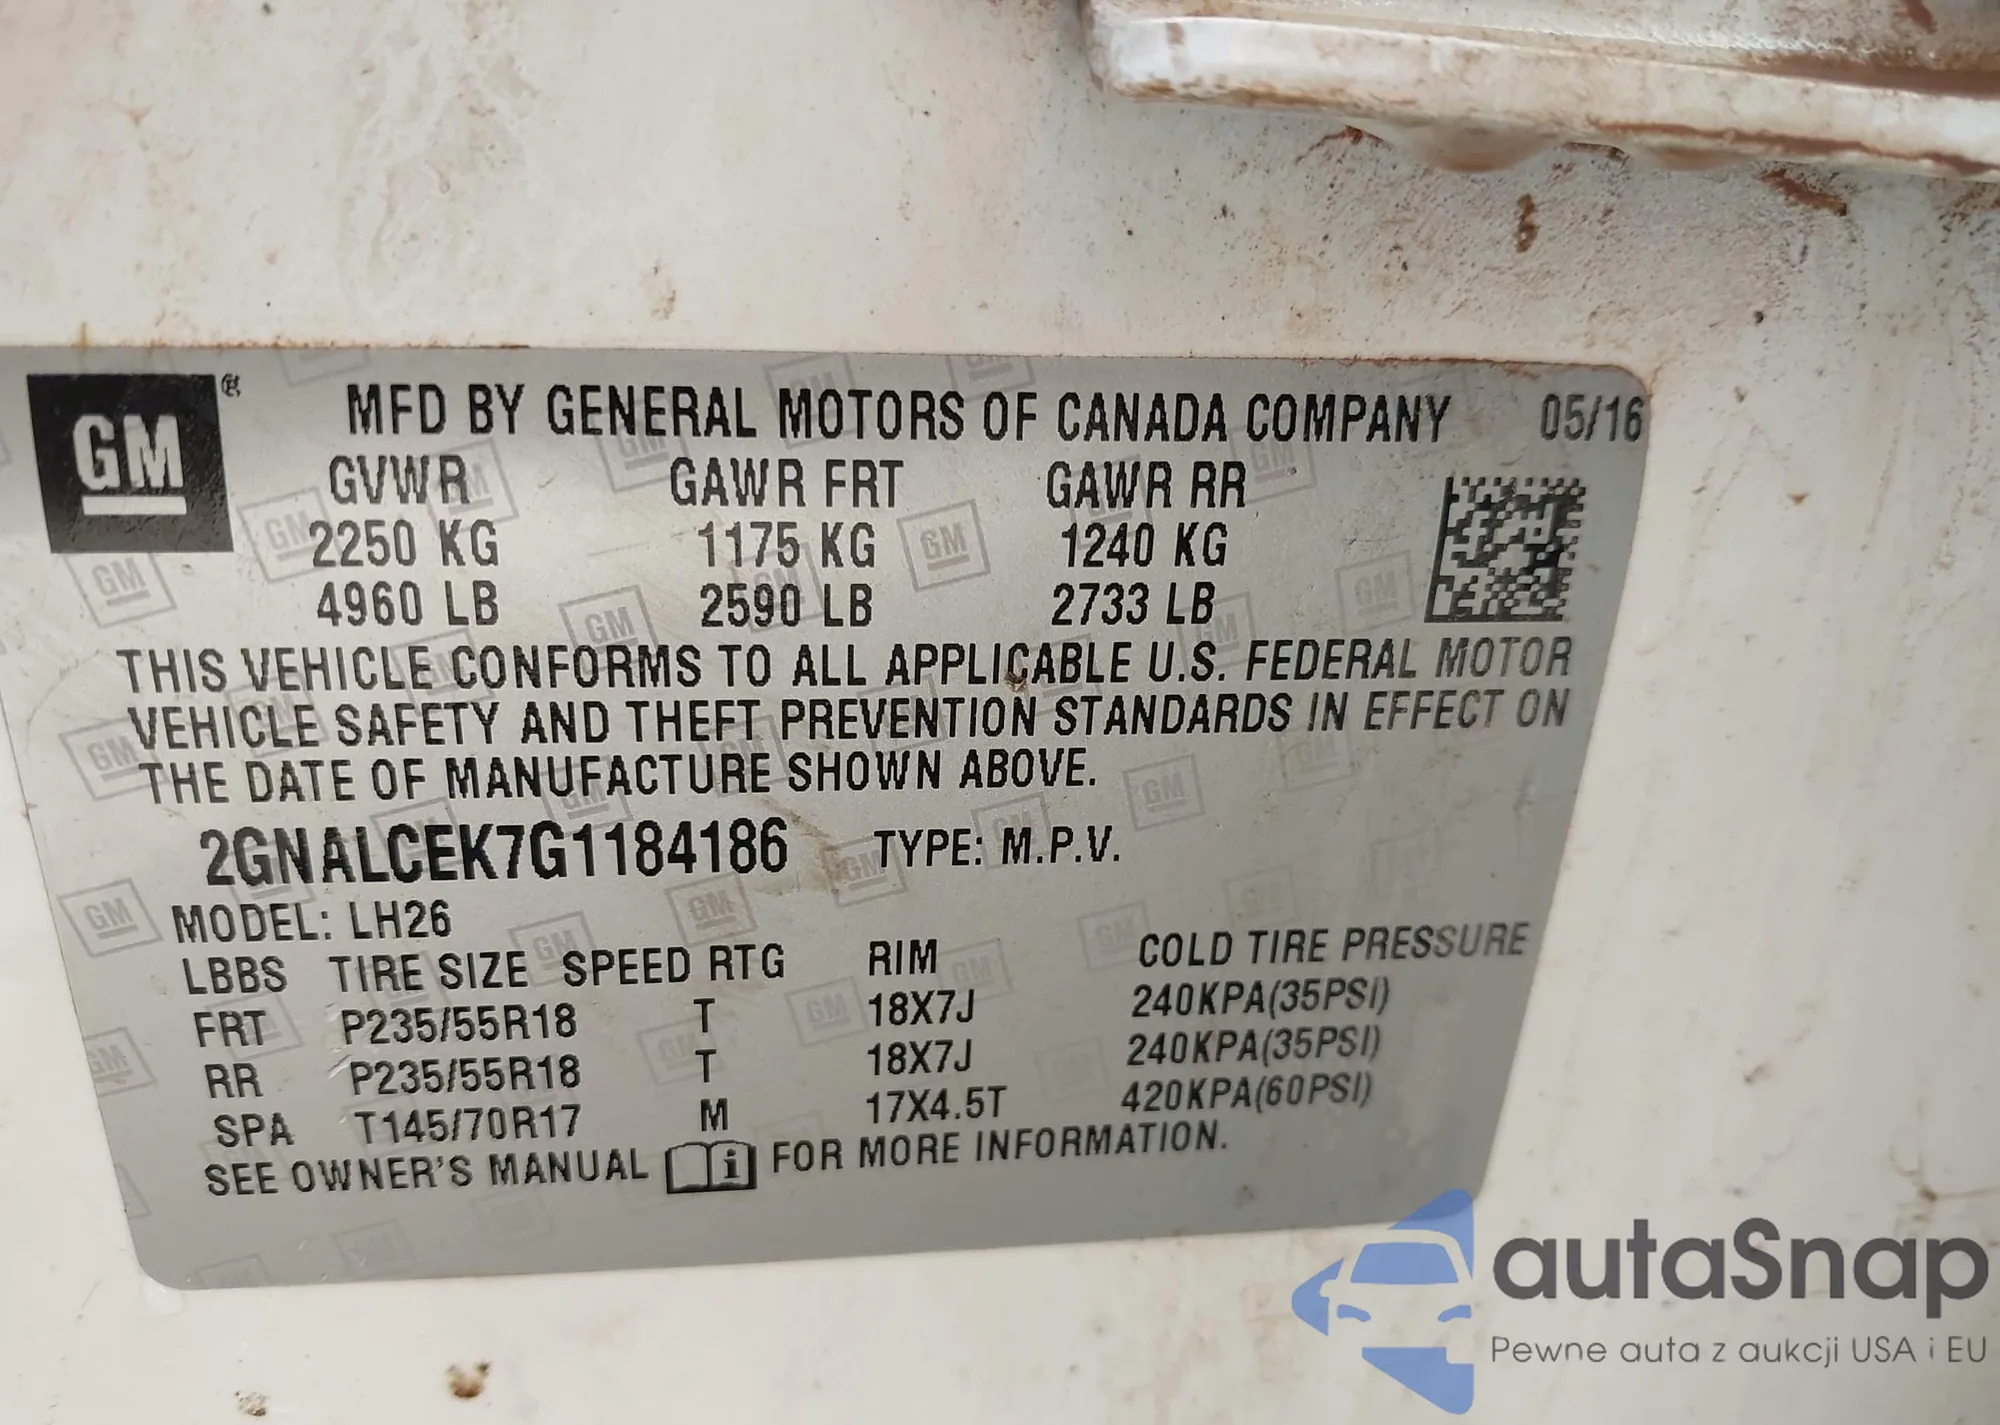 GM® MFD BY GENERAL MOTORS OF CANADA COMPANY 05/16
GVWR GAWR FRT GAWR RR
2250 KG 1175 KG 1240 KG
4960 LB 2590 LB 2733 LB
THIS VEHICLE CONFORMS TO ALL APPLICABLE U.S. FEDERAL MOTOR
VEHICLE SAFETY AND THEFT PREVENTION STANDARDS IN EFFECT ON
THE DATE OF MANUFACTURE SHOWN ABOVE.
2GNALCEK7G1184186 TYPE: M.P.V.
MODEL: LH26
LBBS TIRE SIZE SPEED RTG RIM COLD TIRE PRESSURE
FRT P235/55R18 T 18X7J 240KPA(35PSI)
RR P235/55R18 T 18X7J 240KPA(35PSI)
SPA T145/70R17 M 17X4.5T 420KPA(60PSI)
SEE OWNER'S MANUAL i FOR MORE INFORMATION.
autaSnap
Pewne auta z aukcji USA i EU